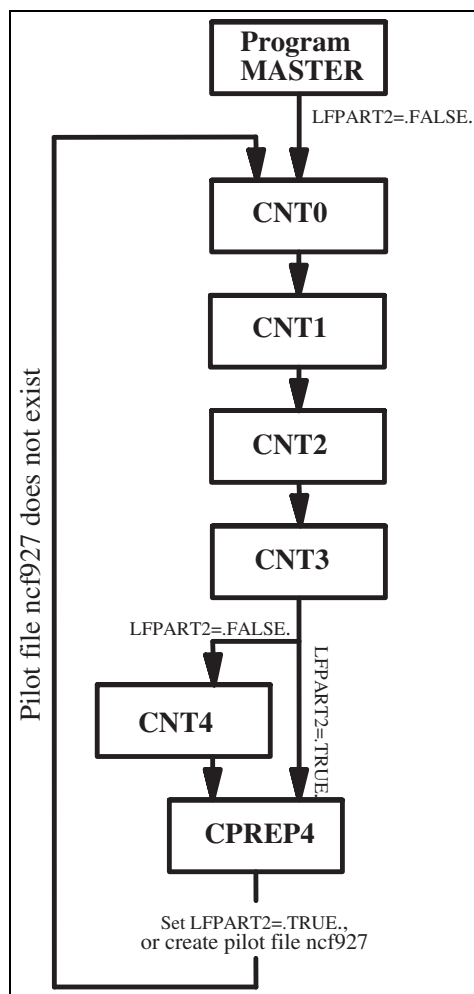 Program
MASTER
LFPART2=.FALSE.
CNT0
CNT1
CNT2
CNT3
Pilot file ncf927 does not exist
LFPART2=.FALSE.
LFPART2=.TRUE.
CNT4
CPREP4
Set LFPART2=.TRUE.,
or create pilot file ncf927